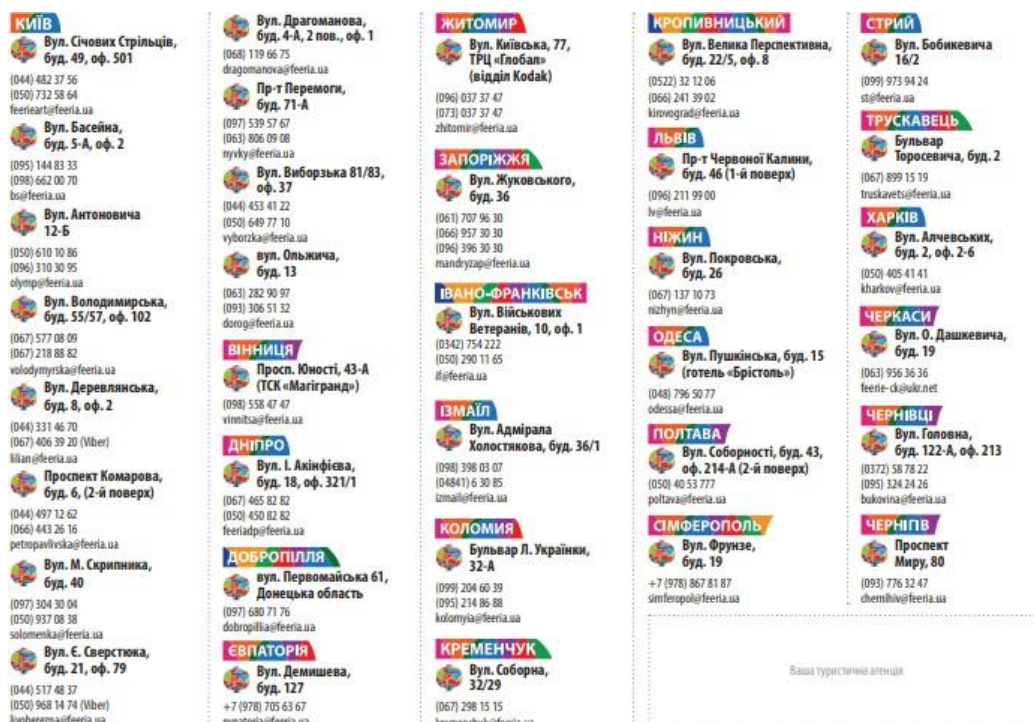 КИЇВ
Вул. Січових Стрільців,
буд. 49, оф. 501
(044) 482 37 56
(050) 732 58 64
feerieart@feeria.ua
Вул. Басейна,
буд. 5-А, оф. 2
(095) 144 83 33
(098) 662 00 70
bs@feeria.ua
Вул. Антоновича
12-Б
(050) 610 10 86
(096) 310 30 95
olymp@feeria.ua
Вул. Володимирська,
буд. 55/57, оф. 102
(067) 577 08 09
(067) 218 88 82
volodymyrska@feeria.ua
Вул. Деревлянська,
буд. 8, оф. 2
(044) 331 46 70
(067) 406 39 20 (Viber)
lilian@feeria.ua
Проспект Комарова,
буд. 6, (2-й поверх)
(044) 497 12 62
(066) 443 26 16
petropavlivska@feeria.ua
Вул. М. Скрипника,
буд. 40
(097) 304 30 04
(050) 937 08 38
solomenka@feeria.ua
Вул. Є. Сверстюка,
буд. 21, оф. 79
(044) 517 48 37
(050) 968 14 74 (Viber)
livoberezna@feeria.ua
Вул. Драгоманова,
буд. 4-А, 2 пов., оф. 1
(068) 119 66 75
dragomanova@feeria.ua
Пр-т Перемоги,
буд. 71-А
(097) 539 57 67
(063) 806 09 08
nyvky@feeria.ua
Вул. Виборзька 81/83,
оф. 37
(044) 453 41 22
(050) 649 77 10
vyborzka@feeria.ua
вул. Ольжича,
буд. 13
(063) 282 90 97
(093) 306 51 32
dorog@feeria.ua
ВІННИЦЯ
Просп. Юності, 43-А
(ТСК «Магігранд»)
(098) 558 47 47
vinnitsa@feeria.ua
ДНІПРО
Вул. І. Акінфієва,
буд. 18, оф. 321/1
(067) 465 82 82
(050) 450 82 82
feeriadp@feeria.ua
ДОБРОПІЛЛЯ
вул. Первомайська 61,
Донецька область
(097) 680 71 76
dobropillia@feeria.ua
ЄВПАТОРІЯ
Вул. Демишева,
буд. 127
+7 (978) 705 63 67
evpatoria@feeria.ua
ЖИТОМИР
Вул. Київська, 77,
ТРЦ «Глобал»
(відділ Kodak)
(096) 037 37 47
(073) 037 37 47
zhitomir@feeria.ua
ЗАПОРІЖЖЯ
Вул. Жуковського,
буд. 36
(061) 707 96 30
(066) 957 30 30
(096) 396 30 30
mandryzap@feeria.ua
ІВАНО-ФРАНКІВСЬК
Вул. Військових
Ветеранів, 10, оф. 1
(0342) 754 222
(050) 290 11 65
if@feeria.ua
ІЗМАЇЛ
Вул. Адмірала
Холостякова, буд. 36/1
(098) 398 03 07
(04841) 6 30 85
izmail@feeria.ua
КОЛОМИЯ
Бульвар Л. Українки,
32-А
(099) 204 60 39
(095) 214 86 88
kolomyia@feeria.ua
КРЕМЕНЧУК
Вул. Соборна,
32/29
(067) 298 15 15
kremenchuk@feeria.ua
КРОПИВНИЦЬКИЙ
Вул. Велика Перспективна,
буд. 22/5, оф. 8
(0522) 32 12 06
(066) 241 39 02
kirovograd@feeria.ua
ЛЬВІВ
Пр-т Червоної Калини,
буд. 46 (1-й поверх)
(096) 211 99 00
lv@feeria.ua
НІЖИН
Вул. Покровська,
буд. 26
(067) 137 10 73
nizhyn@feeria.ua
ОДЕСА
Вул. Пушкінська, буд. 15
(готель «Брістоль»)
(048) 796 50 77
odessa@feeria.ua
ПОЛТАВА
Вул. Соборності, буд. 43,
оф. 214-А (2-й поверх)
(050) 40 53 777
poltava@feeria.ua
СІМФЕРОПОЛЬ
Вул. Фрунзе,
буд. 19
+7 (978) 867 81 87
simferopol@feeria.ua
СТРИЙ
Вул. Бобикевича
16/2
(099) 973 94 24
st@feeria.ua
ТРУСКАВЕЦЬ
Бульвар
Торосевича, буд. 2
(067) 899 15 19
truskavets@feeria.ua
ХАРКІВ
Вул. Алчевських,
буд. 2, оф. 2-6
(050) 405 41 41
kharkov@feeria.ua
ЧЕРКАСИ
Вул. О. Дашкевича,
буд. 19
(063) 956 36 36
feerie-ck@ukr.net
ЧЕРНІВЦІ
Вул. Головна,
буд. 122-А, оф. 213
(0372) 58 78 22
(095) 324 24 26
bukovina@feeria.ua
ЧЕРНІГІВ
Проспект
Миру, 80
(093) 776 32 47
chernihiv@feeria.ua
Ваша туристична агенція